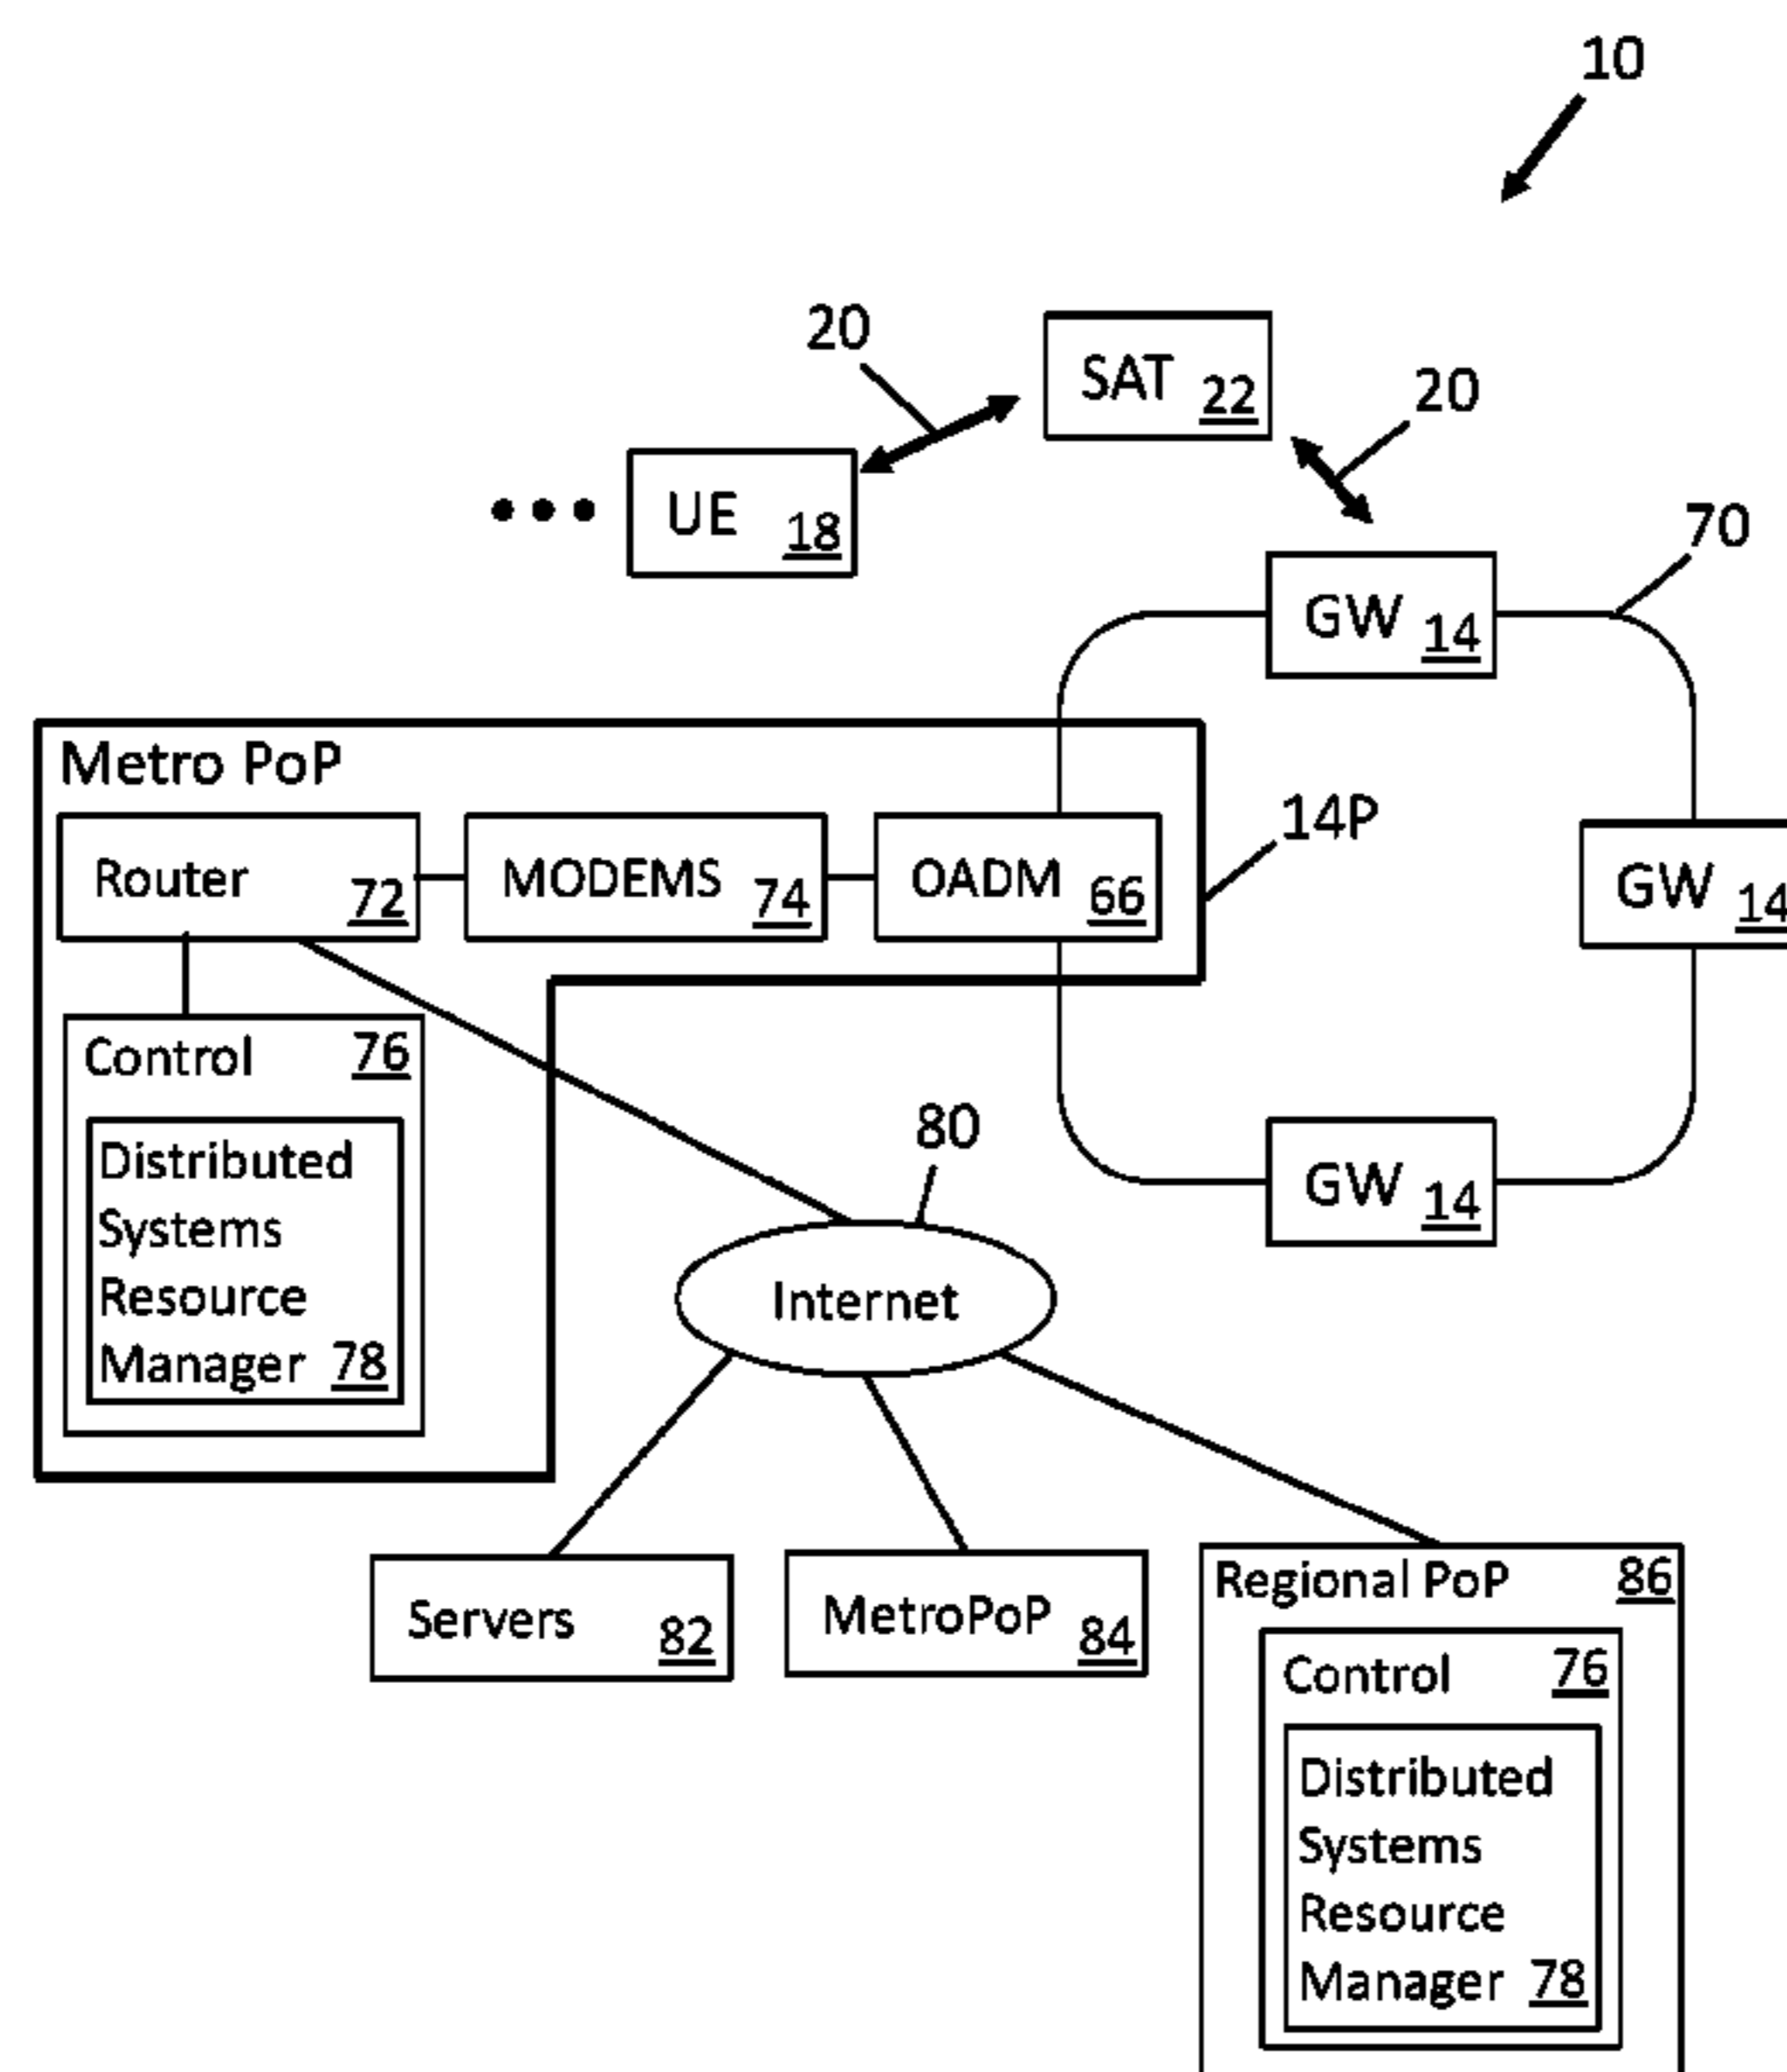 10
20
SAT 22
20
UE 18
70
GW 14
Metro PoP
14P
Router 72
MODEMS 74
OADM 66
GW 14
Control 76
Distributed
Systems
Resource
Manager 78
80
GW 14
Internet
Servers 82
MetroPoP 84
Regional PoP 86
Control 76
Distributed
Systems
Resource
Manager 78